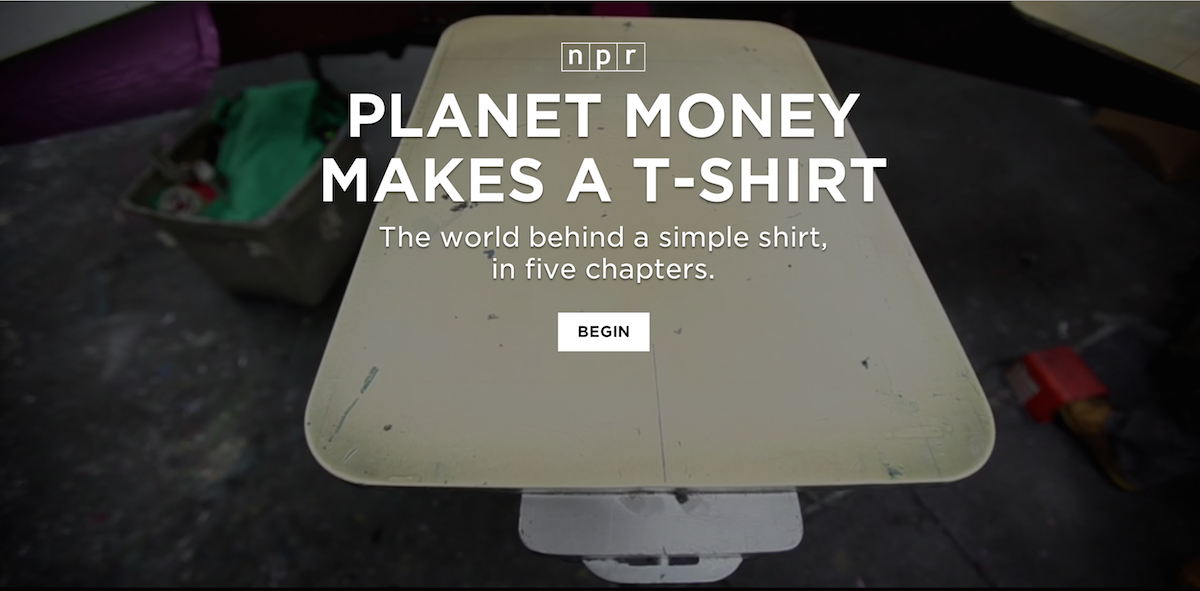 npr
PLANET MONEY
MAKES A T-SHIRT
The world behind a simple shirt,
in five chapters.
BEGIN